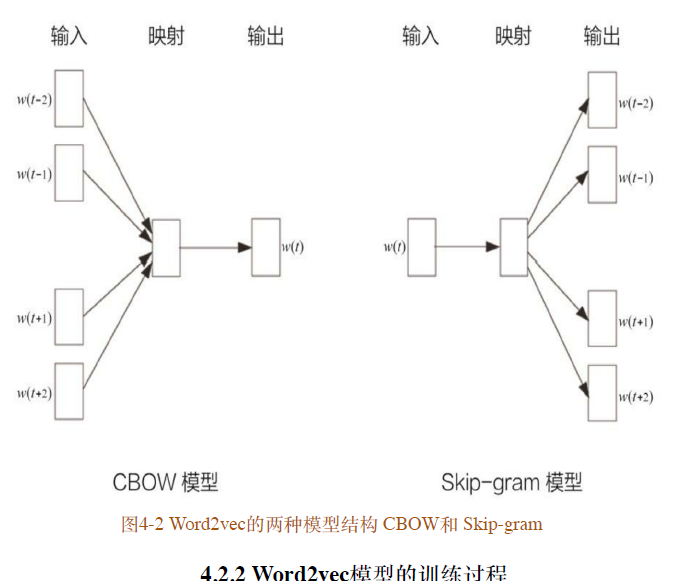 输入 映射 输出 输入 映射 输出
w(t-2) w(t-2)
w(t-1) w(t-1)
w(t) w(t)
w(t+1) w(t+1)
w(t+2) w(t+2)
CBOW 模型 Skip-gram 模型
图4-2 Word2vec的两种模型结构 CBOW和 Skip-gram
4.2.2 Word2vec模型的训练过程